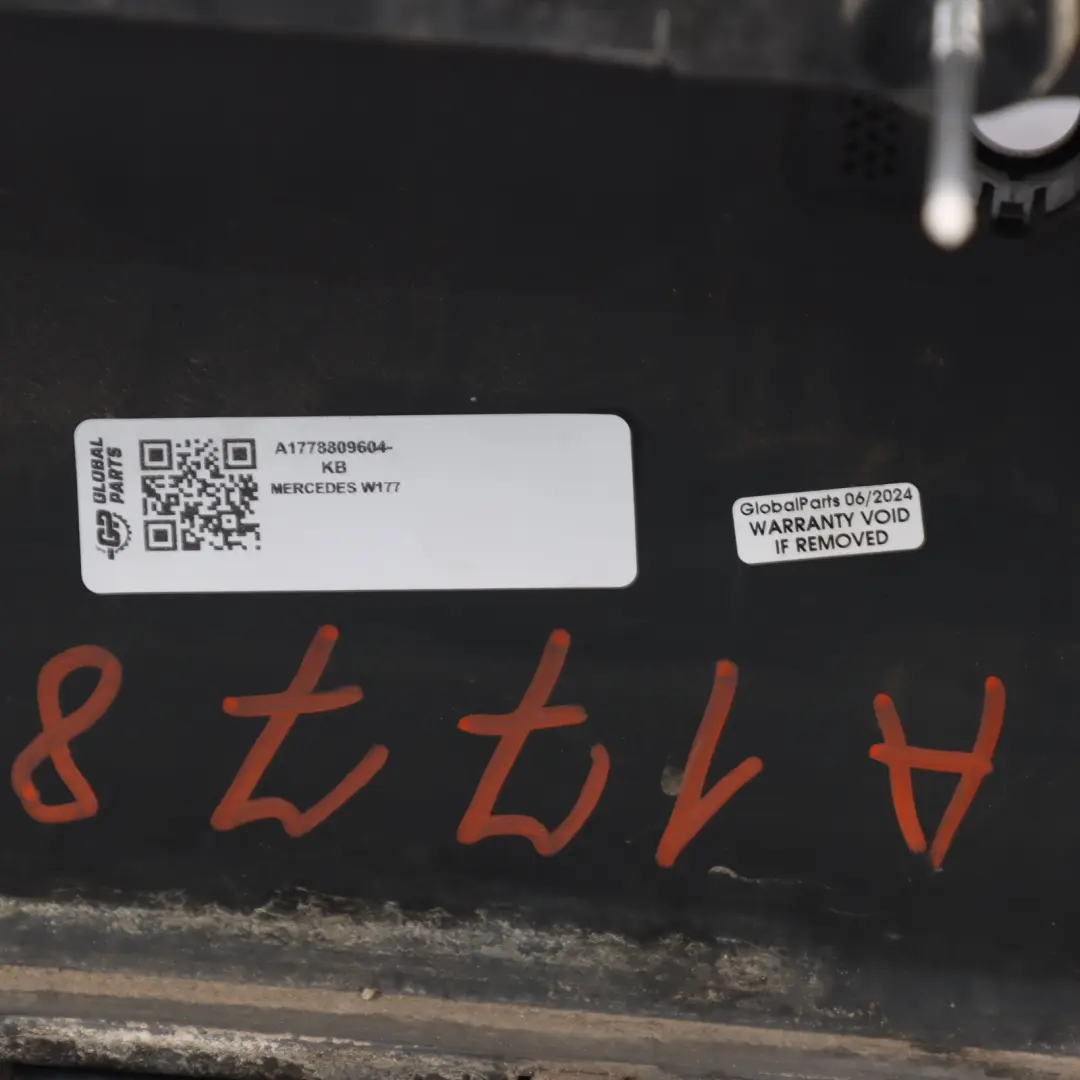 GLOBAL
PARTS
GP
A1778809604-
KB
MERCEDES W177
GlobalParts 06/2024
WARRANTY VOID
IF REMOVED
A1778